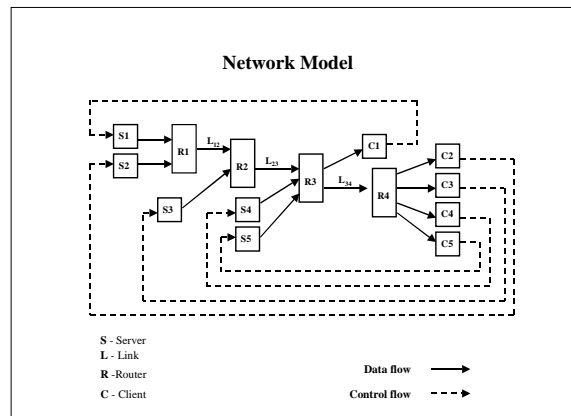 Network Model
S1
S2
R1
L12
R2
L23
R3
C1
C2
C3
C4
C5
L34
R4
S3
S4
S5
S - Server
L - Link
R -Router
C - Client
Data flow
Control flow